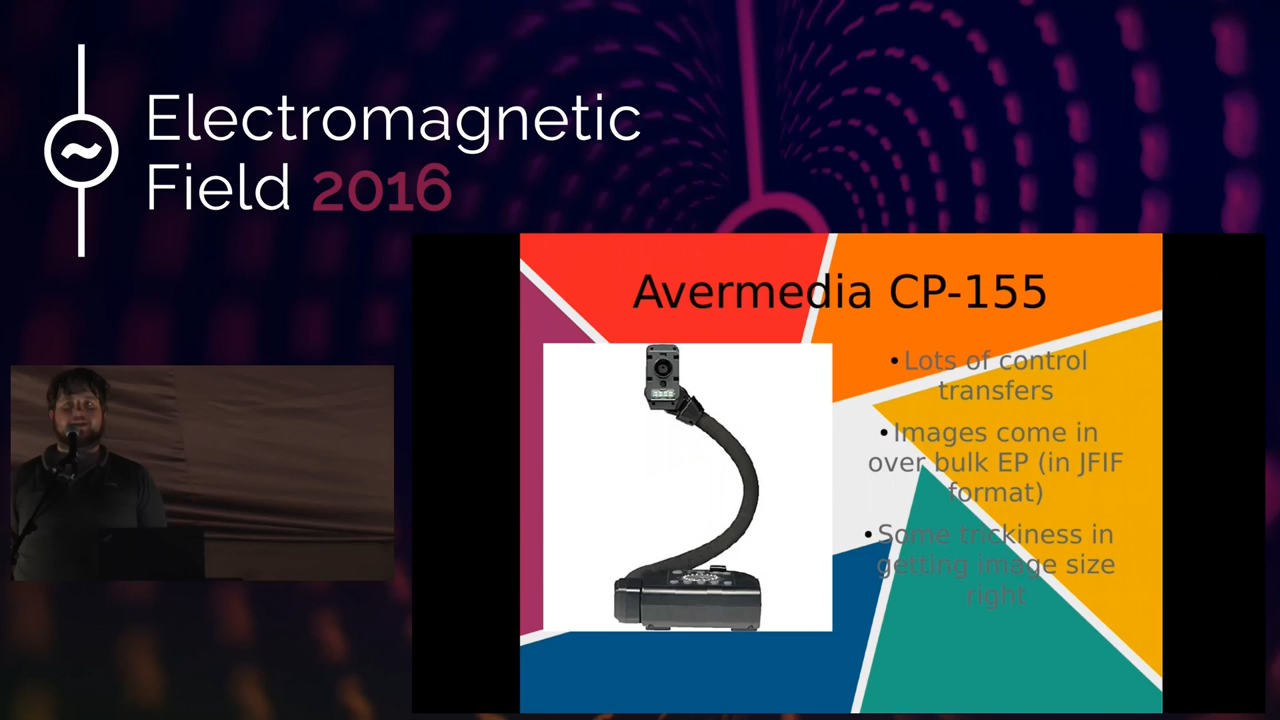 Electromagnetic
Field 2016
Avermedia CP-155
•Lots of control
transfers
•Images come in
over bulk EP (in JFIF
format)
•Some trickiness in
getting image size
right